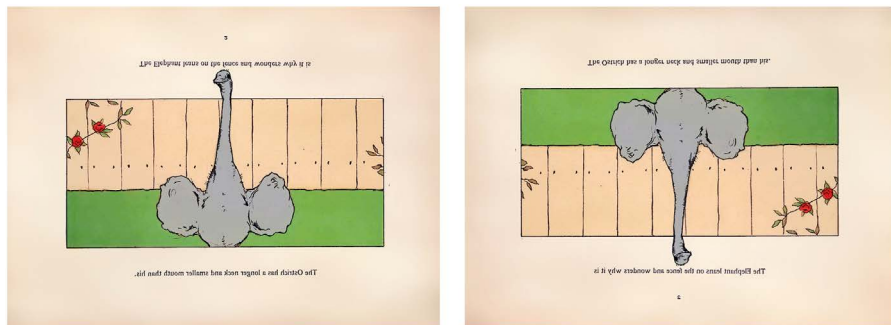 The Elephant leans on the fence and wonders why it is
The Ostrich has a longer neck and smaller mouth than his.
The Ostrich has a longer neck and smaller mouth than his.
The Elephant leans on the fence and wonders why it is